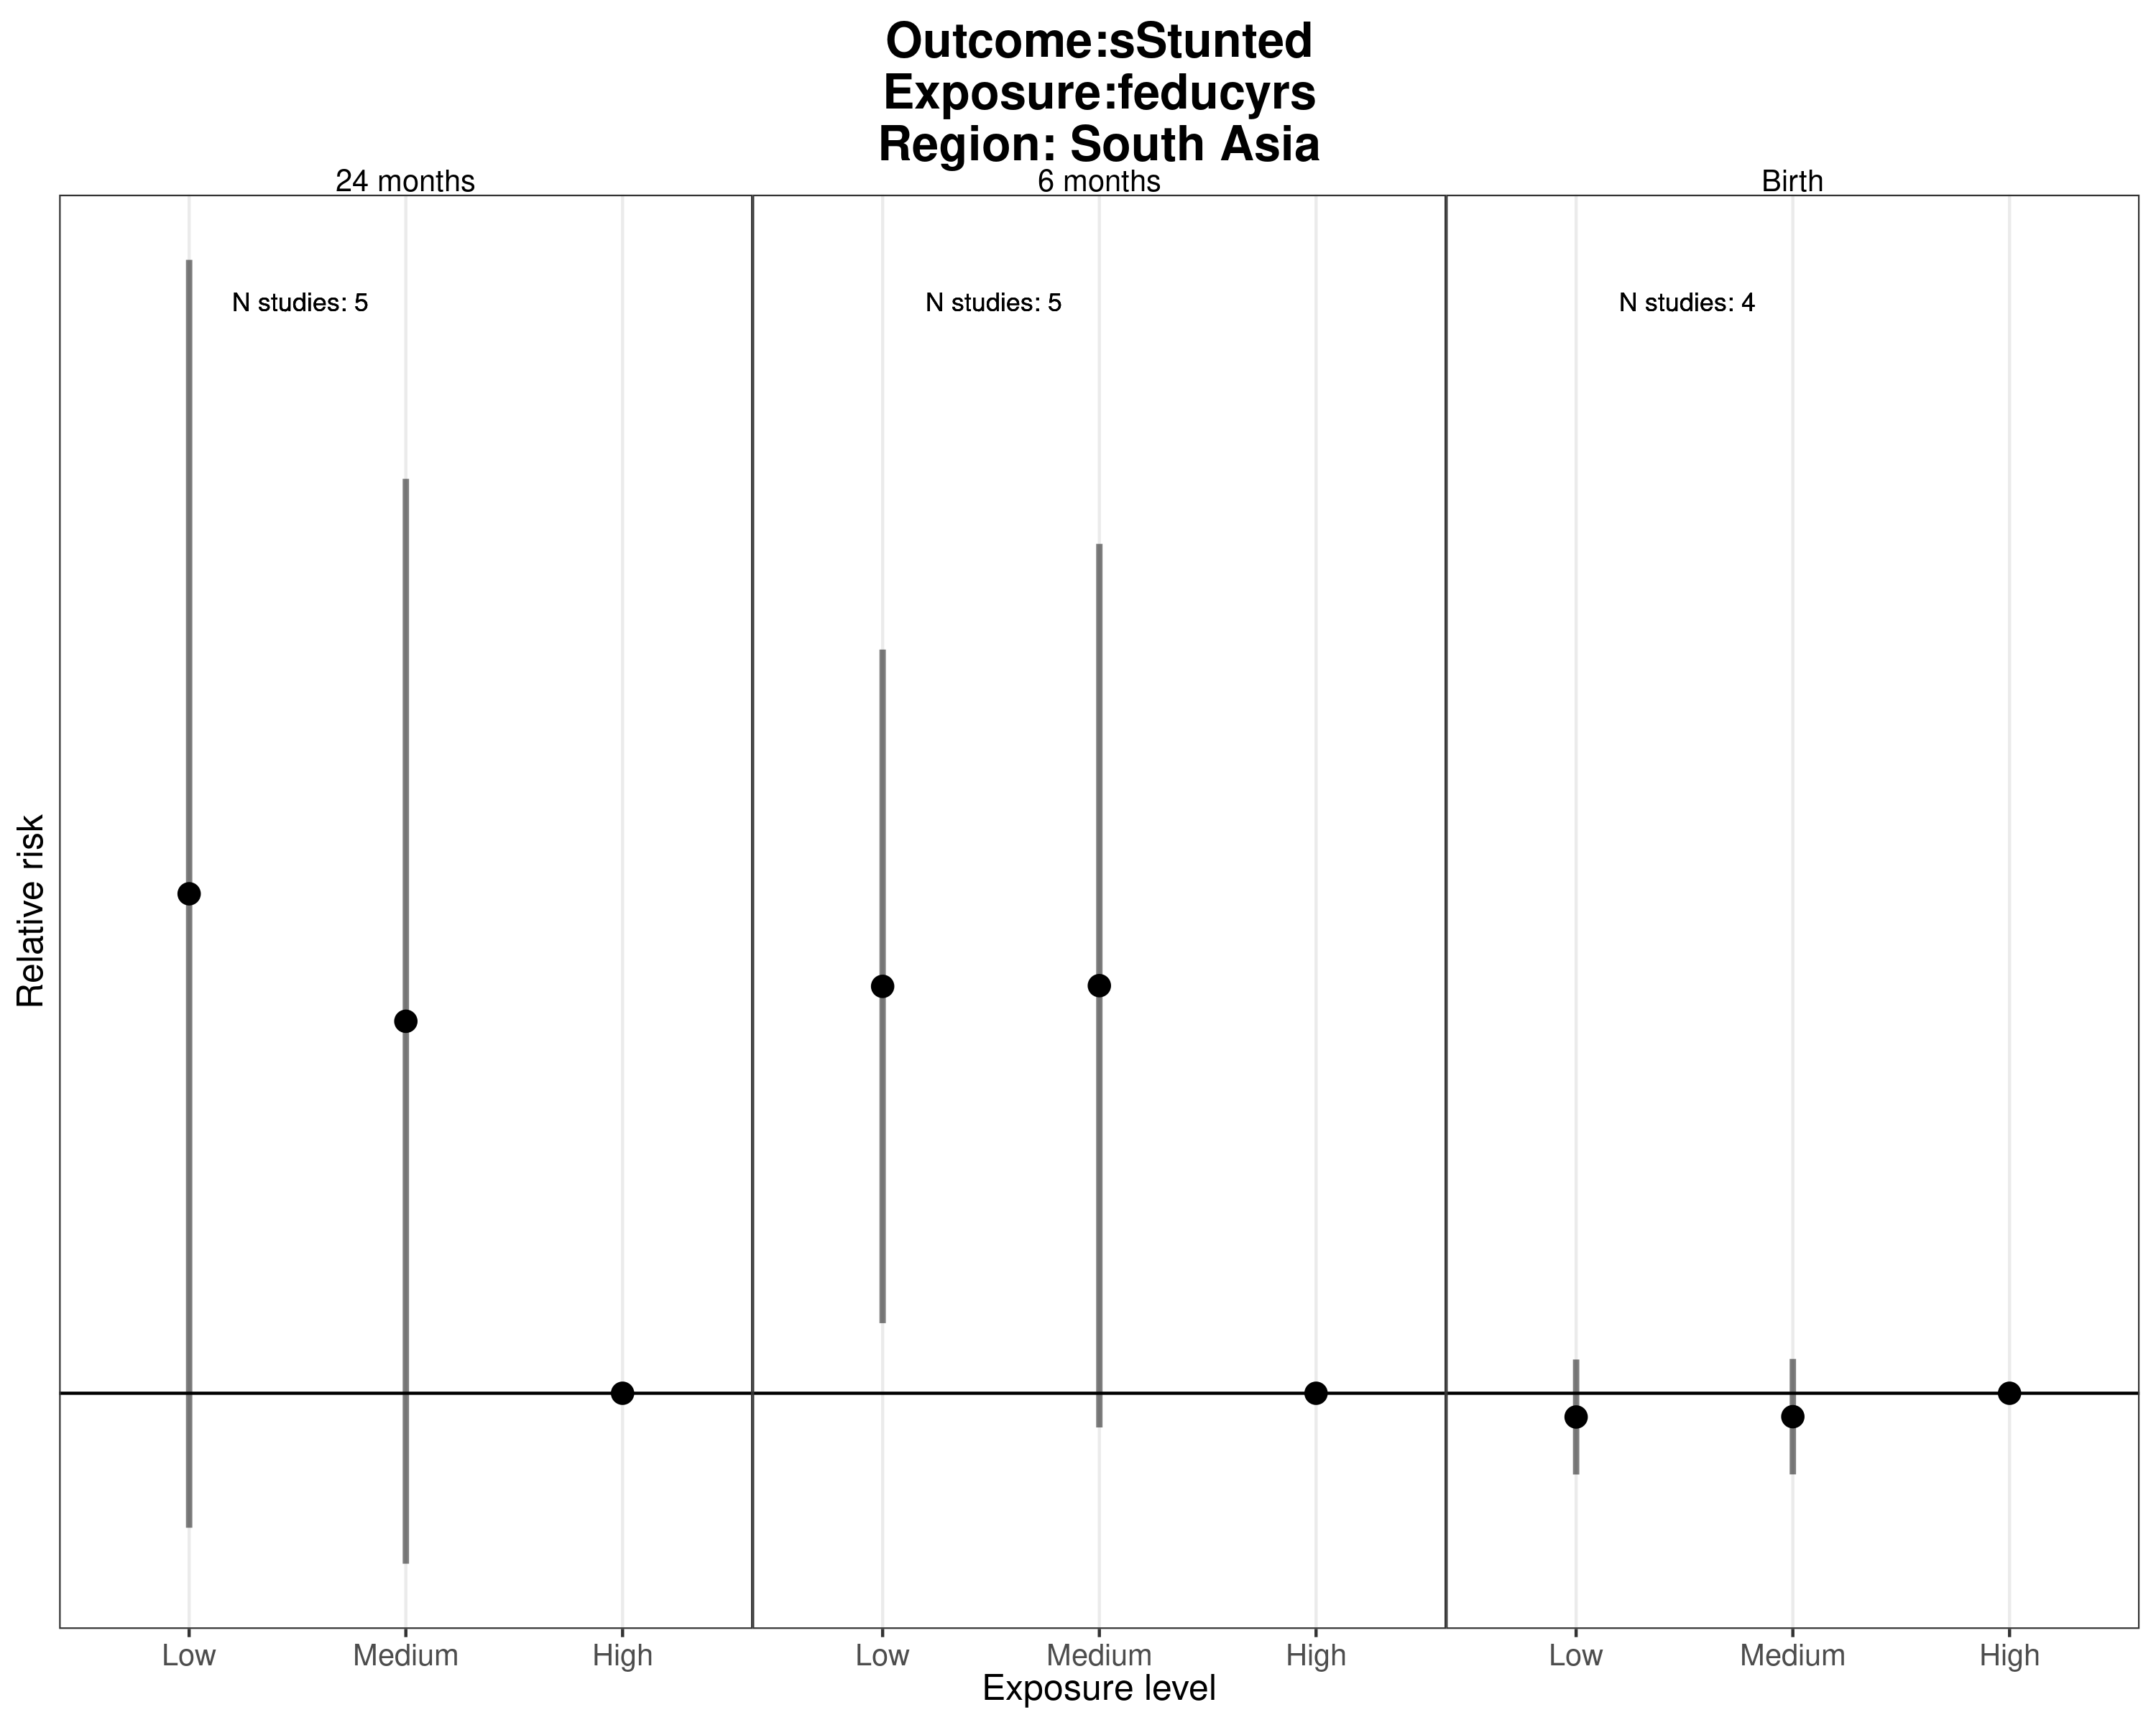 Outcome:sStunted
Exposure:feducyrs
Region: South Asia
24 months
6 months
Birth
N studies: 5
N studies: 5
N studies: 4
Relative risk
Low
Medium
High
Low
Medium
High
Low
Medium
High
Exposure level